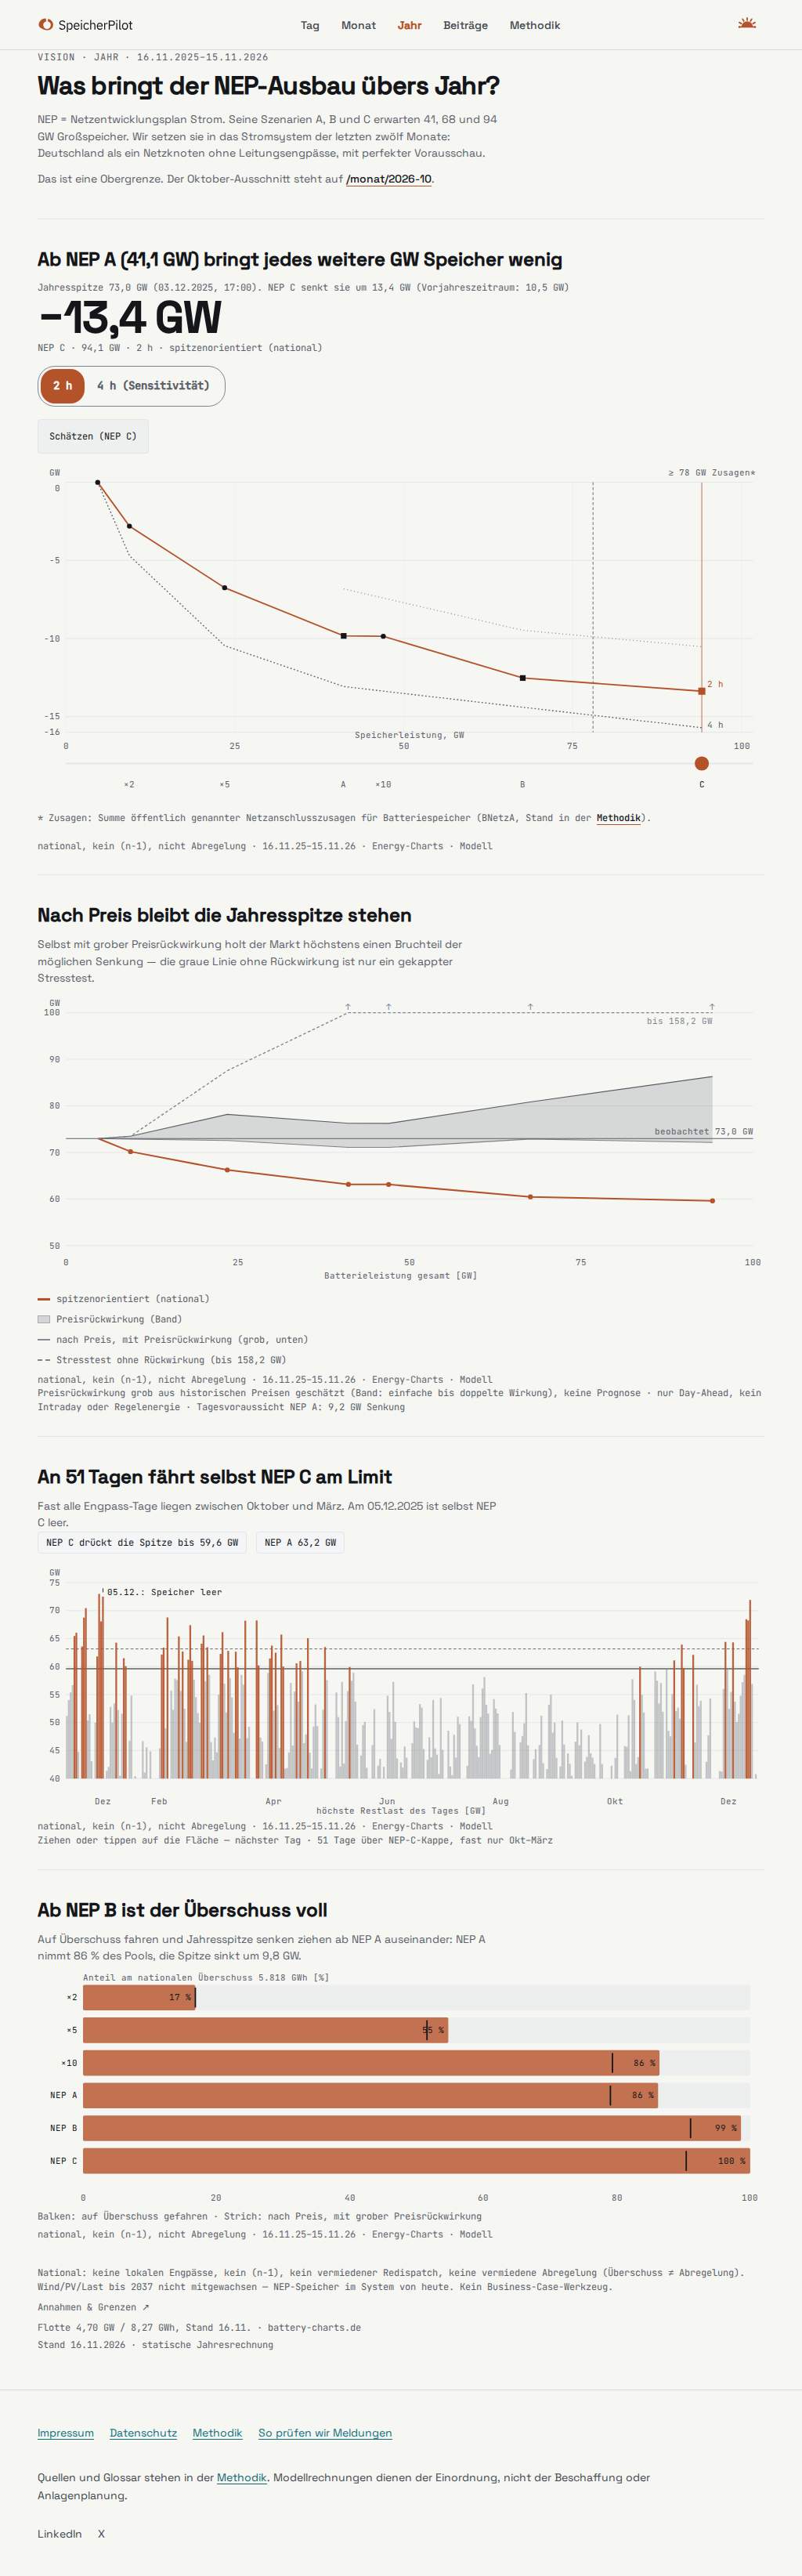 SpeicherPilot
Tag Monat Jahr Beiträge Methodik
VISION · JAHR · 16.11.2025–15.11.2026
Was bringt der NEP-Ausbau übers Jahr?
NEP = Netzentwicklungsplan Strom. Seine Szenarien A, B und C erwarten 41, 68 und 94
GW Großspeicher. Wir setzen sie in das Stromsystem der letzten zwölf Monate:
Deutschland als ein Netzknoten ohne Leitungsengpässe, mit perfekter Vorausschau.
Das ist eine Obergrenze. Der Oktober-Ausschnitt steht auf /monat/2026-10.
Ab NEP A (41,1 GW) bringt jedes weitere GW Speicher wenig
Jahresspitze 73,0 GW (03.12.2025, 17:00). NEP C senkt sie um 13,4 GW (Vorjahreszeitraum: 10,5 GW)
−13,4 GW
NEP C · 94,1 GW · 2 h · spitzenorientiert (national)
2 h 4 h (Sensitivität)
Schätzen (NEP C)
GW ≥ 78 GW Zusagen*
0
-5
-10
2 h
-15
4 h
-16
Speicherleistung, GW
0 25 50 75 100
×2 ×5 A ×10 B C
* Zusagen: Summe öffentlich genannter Netzanschlusszusagen für Batteriespeicher (BNetzA, Stand in der Methodik).
national, kein (n-1), nicht Abregelung · 16.11.25–15.11.26 · Energy-Charts · Modell
Nach Preis bleibt die Jahresspitze stehen
Selbst mit grober Preisrückwirkung holt der Markt höchstens einen Bruchteil der
möglichen Senkung — die graue Linie ohne Rückwirkung ist nur ein gekappter
Stresstest.
GW
↑ ↑ ↑ ↑
100
bis 158,2 GW
90
80
beobachtet 73,0 GW
70
60
50
0 25 50 75 100
Batterieleistung gesamt [GW]
spitzenorientiert (national)
Preisrückwirkung (Band)
nach Preis, mit Preisrückwirkung (grob, unten)
Stresstest ohne Rückwirkung (bis 158,2 GW)
national, kein (n-1), nicht Abregelung · 16.11.25–15.11.26 · Energy-Charts · Modell
Preisrückwirkung grob aus historischen Preisen geschätzt (Band: einfache bis doppelte Wirkung), keine Prognose · nur Day-Ahead, kein
Intraday oder Regelenergie · Tagesvoraussicht NEP A: 9,2 GW Senkung
An 51 Tagen fährt selbst NEP C am Limit
Fast alle Engpass-Tage liegen zwischen Oktober und März. Am 05.12.2025 ist selbst NEP
C leer.
NEP C drückt die Spitze bis 59,6 GW NEP A 63,2 GW
GW
75
05.12.: Speicher leer
70
65
60
55
50
45
40
Dez Feb Apr Jun Aug Okt Dez
höchste Restlast des Tages [GW]
national, kein (n-1), nicht Abregelung · 16.11.25–15.11.26 · Energy-Charts · Modell
Ziehen oder tippen auf die Fläche — nächster Tag · 51 Tage über NEP-C-Kappe, fast nur Okt–März
Ab NEP B ist der Überschuss voll
Auf Überschuss fahren und Jahresspitze senken ziehen ab NEP A auseinander: NEP A
nimmt 86 % des Pools, die Spitze sinkt um 9,8 GW.
Anteil am nationalen Überschuss 5.818 GWh [%]
×2 17 %
×5 55 %
×10 86 %
NEP A 86 %
NEP B 99 %
NEP C 100 %
0 20 40 60 80 100
Balken: auf Überschuss gefahren · Strich: nach Preis, mit grober Preisrückwirkung
national, kein (n-1), nicht Abregelung · 16.11.25–15.11.26 · Energy-Charts · Modell
National: keine lokalen Engpässe, kein (n-1), kein vermiedener Redispatch, keine vermiedene Abregelung (Überschuss ≠ Abregelung).
Wind/PV/Last bis 2037 nicht mitgewachsen — NEP-Speicher im System von heute. Kein Business-Case-Werkzeug.
Annahmen & Grenzen ↗
Flotte 4,70 GW / 8,27 GWh, Stand 16.11. · battery-charts.de
Stand 16.11.2026 · statische Jahresrechnung
Impressum Datenschutz Methodik So prüfen wir Meldungen
Quellen und Glossar stehen in der Methodik. Modellrechnungen dienen der Einordnung, nicht der Beschaffung oder
Anlagenplanung.
LinkedIn X